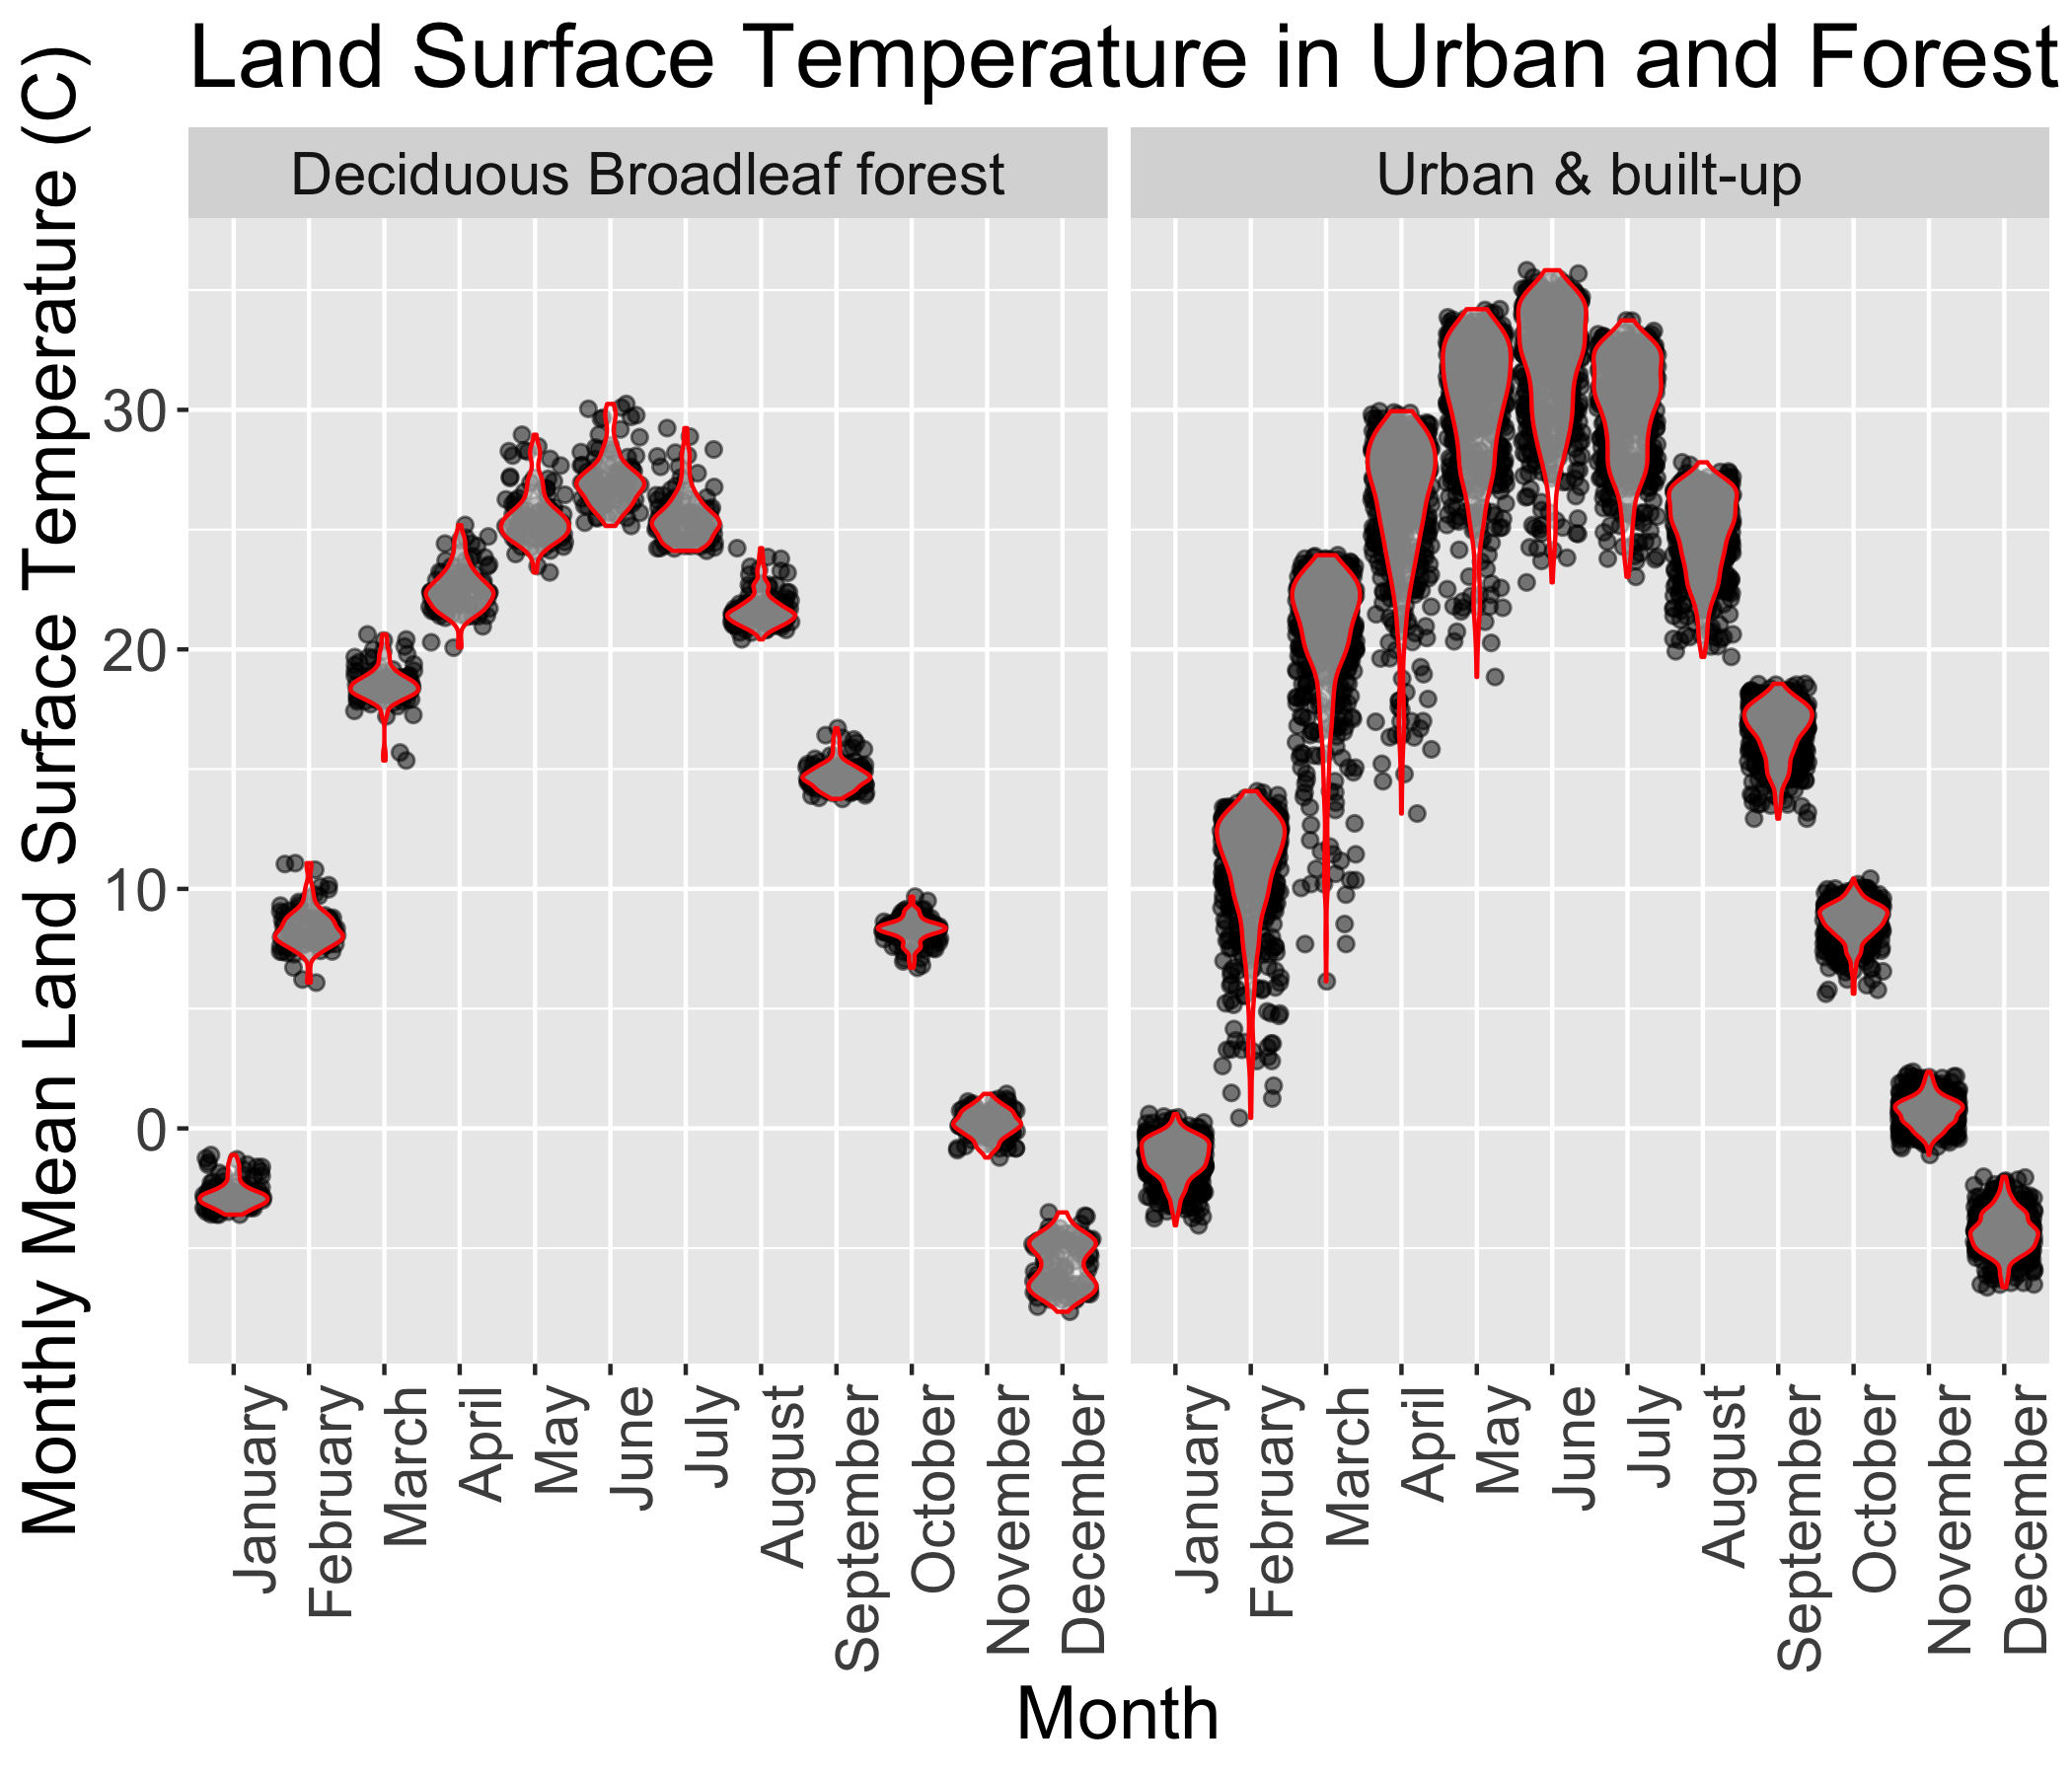 Land Surface Temperature in Urban and Forest
Monthly Mean Land Surface Temperature (C)
Deciduous Broadleaf forest
Urban & built-up
30
20
10
0
January
February
March
April
May
June
July
August
September
October
November
December
January
February
March
April
May
June
July
August
September
October
November
December
Month